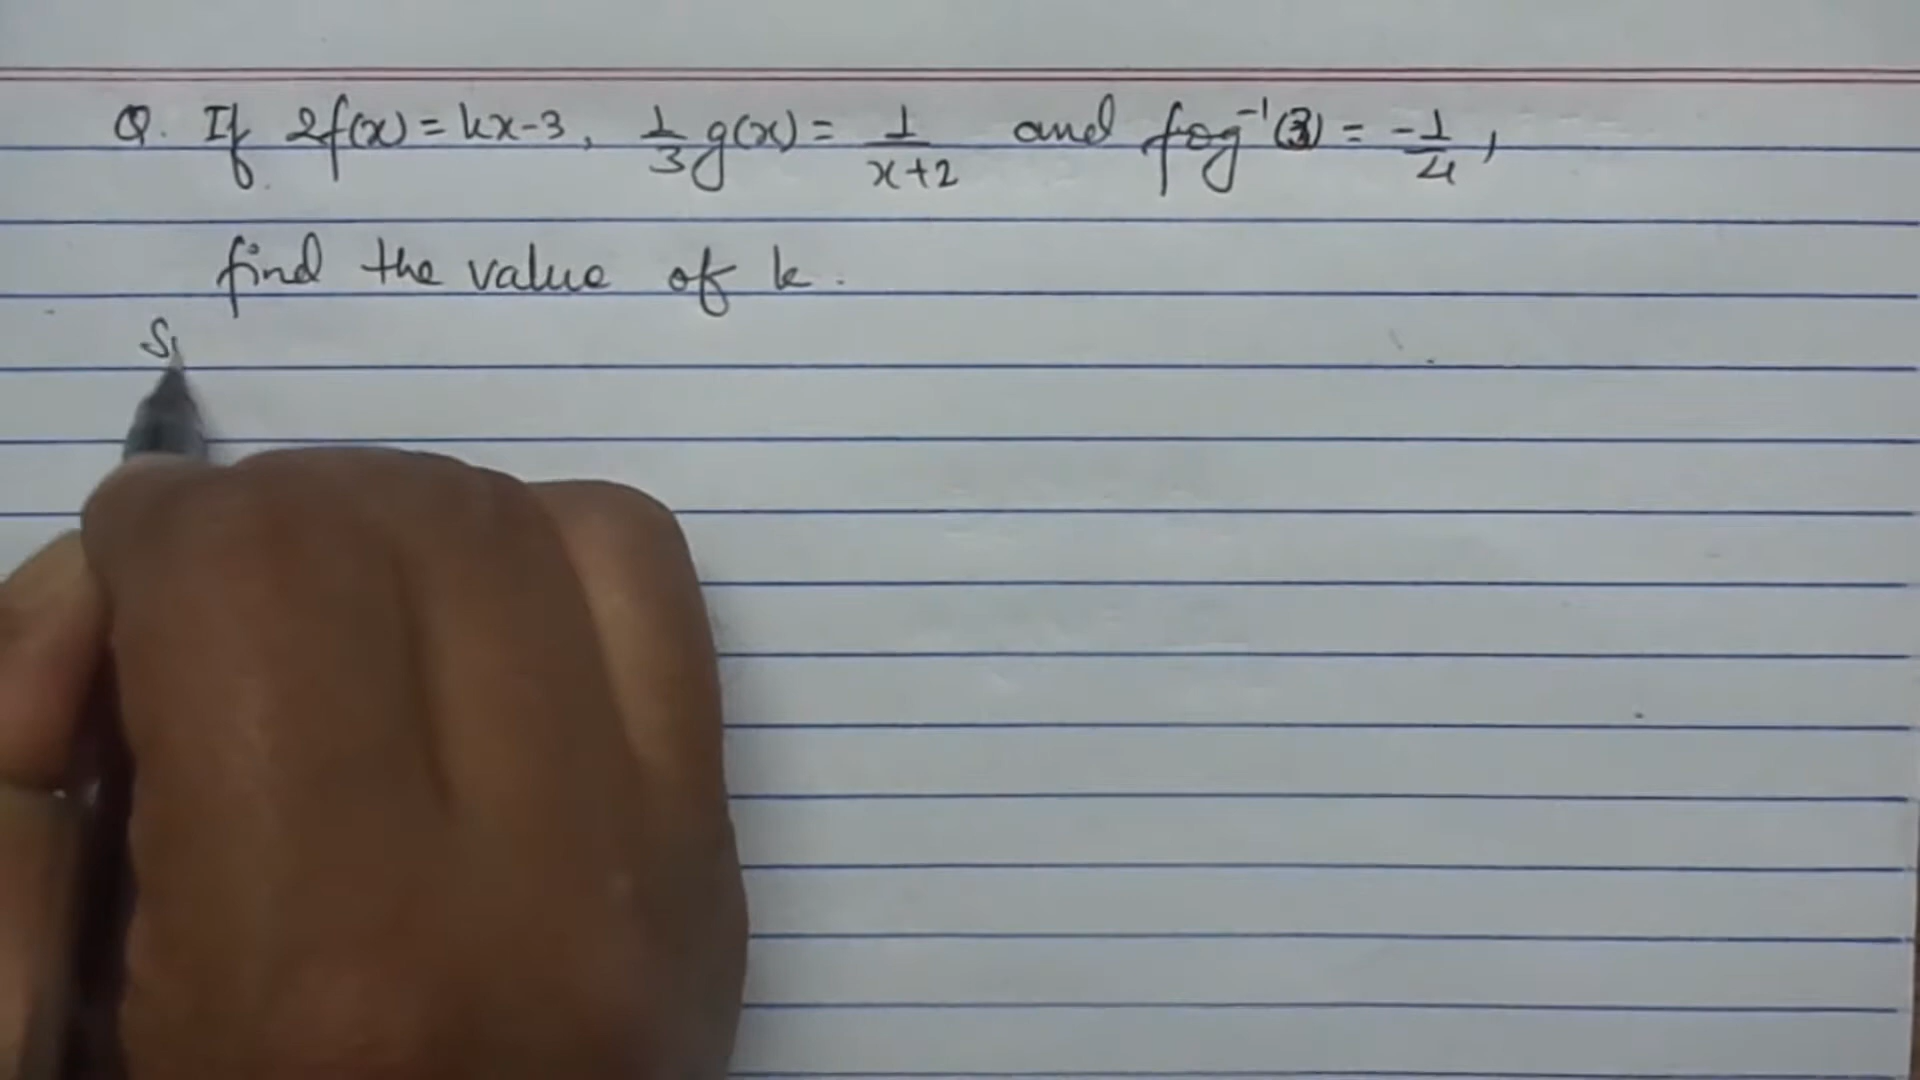 Q. If 2f(x) = kx-3, 1/3 g(x) = 1/(x+2) and fog⁻¹(3) = -1/4,
find the value of k.
S